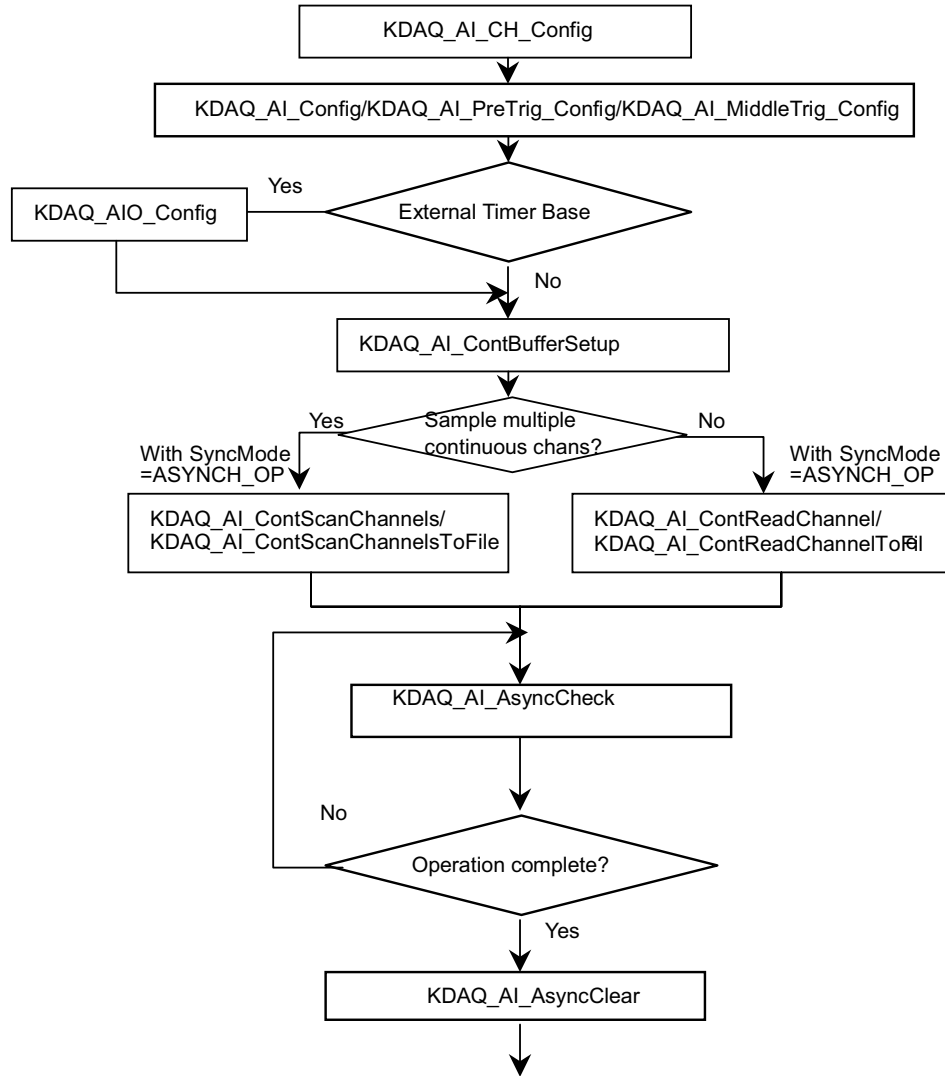 KDAQ_AI_CH_Config
KDAQ_AI_Config/KDAQ_AI_PreTrig_Config/KDAQ_AI_MiddleTrig_Config
Yes
External Timer Base
KDAQ_AIO_Config
No
KDAQ_AI_ContBufferSetup
Yes
Sample multiple
continuous chans?
No
With SyncMode
=ASYNCH_OP
With SyncMode
=ASYNCH_OP
KDAQ_AI_ContScanChannels/
KDAQ_AI_ContScanChannelsToFile
KDAQ_AI_ContReadChannel/
KDAQ_AI_ContReadChannelToFile
KDAQ_AI_AsyncCheck
No
Operation complete?
Yes
KDAQ_AI_AsyncClear